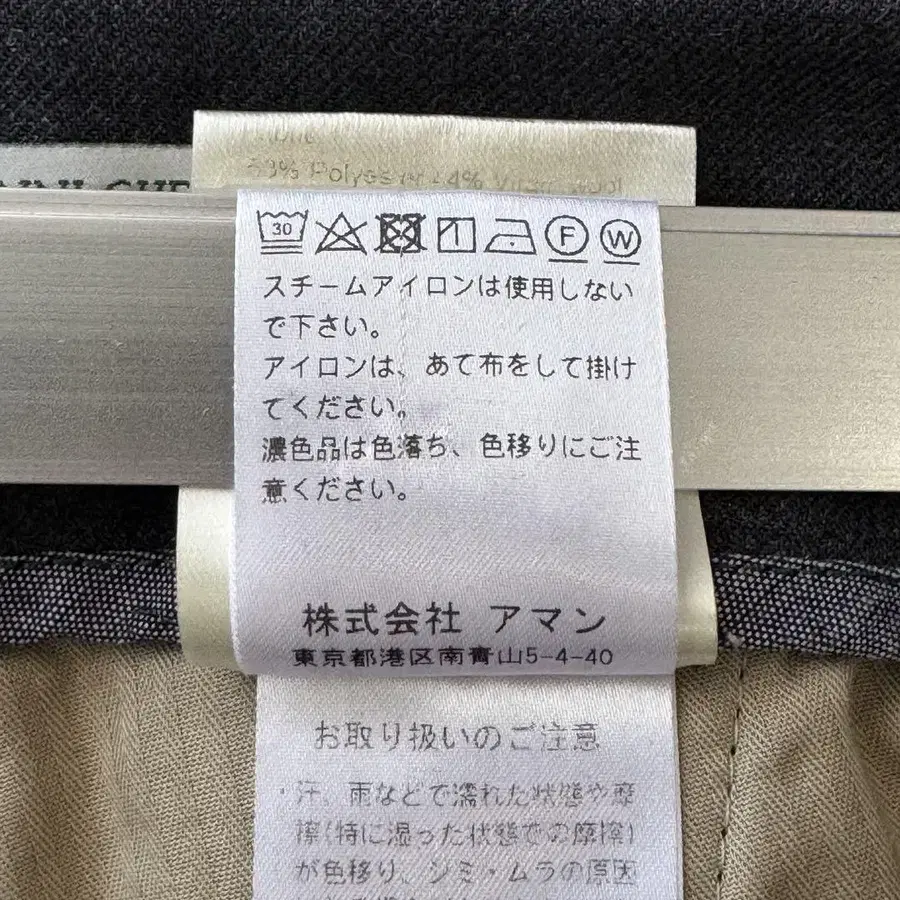 Polyester 44% Virgin Wool
30
F W
スチームアイロンは使用しない
で下さい。
アイロンは、あて布をして掛け
てください。
濃色品は色落ち、色移りにご注
意ください。
株式会社 アマン
東京都港区南青山5-4-40
お取り扱いのご注意
・汗、雨などで濡れた状態や摩
擦(特に湿った状態での摩擦)
が色移り、シミ・ムラの原因